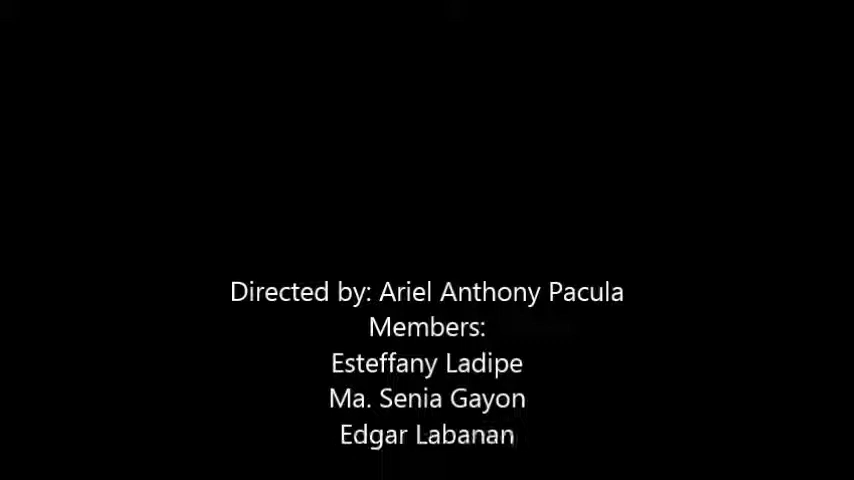 Directed by: Ariel Anthony Pacula
Members:
Esteffany Ladipe
Ma. Senia Gayon
Edgar Labanan